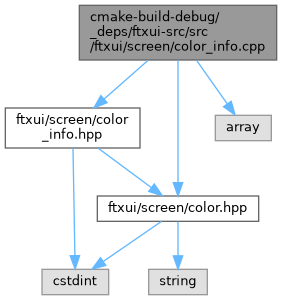 cmake-build-debug/
_deps/ftxui-src/src
/ftxui/screen/color_info.cpp
ftxui/screen/color
_info.hpp
array
ftxui/screen/color.hpp
cstdint
string